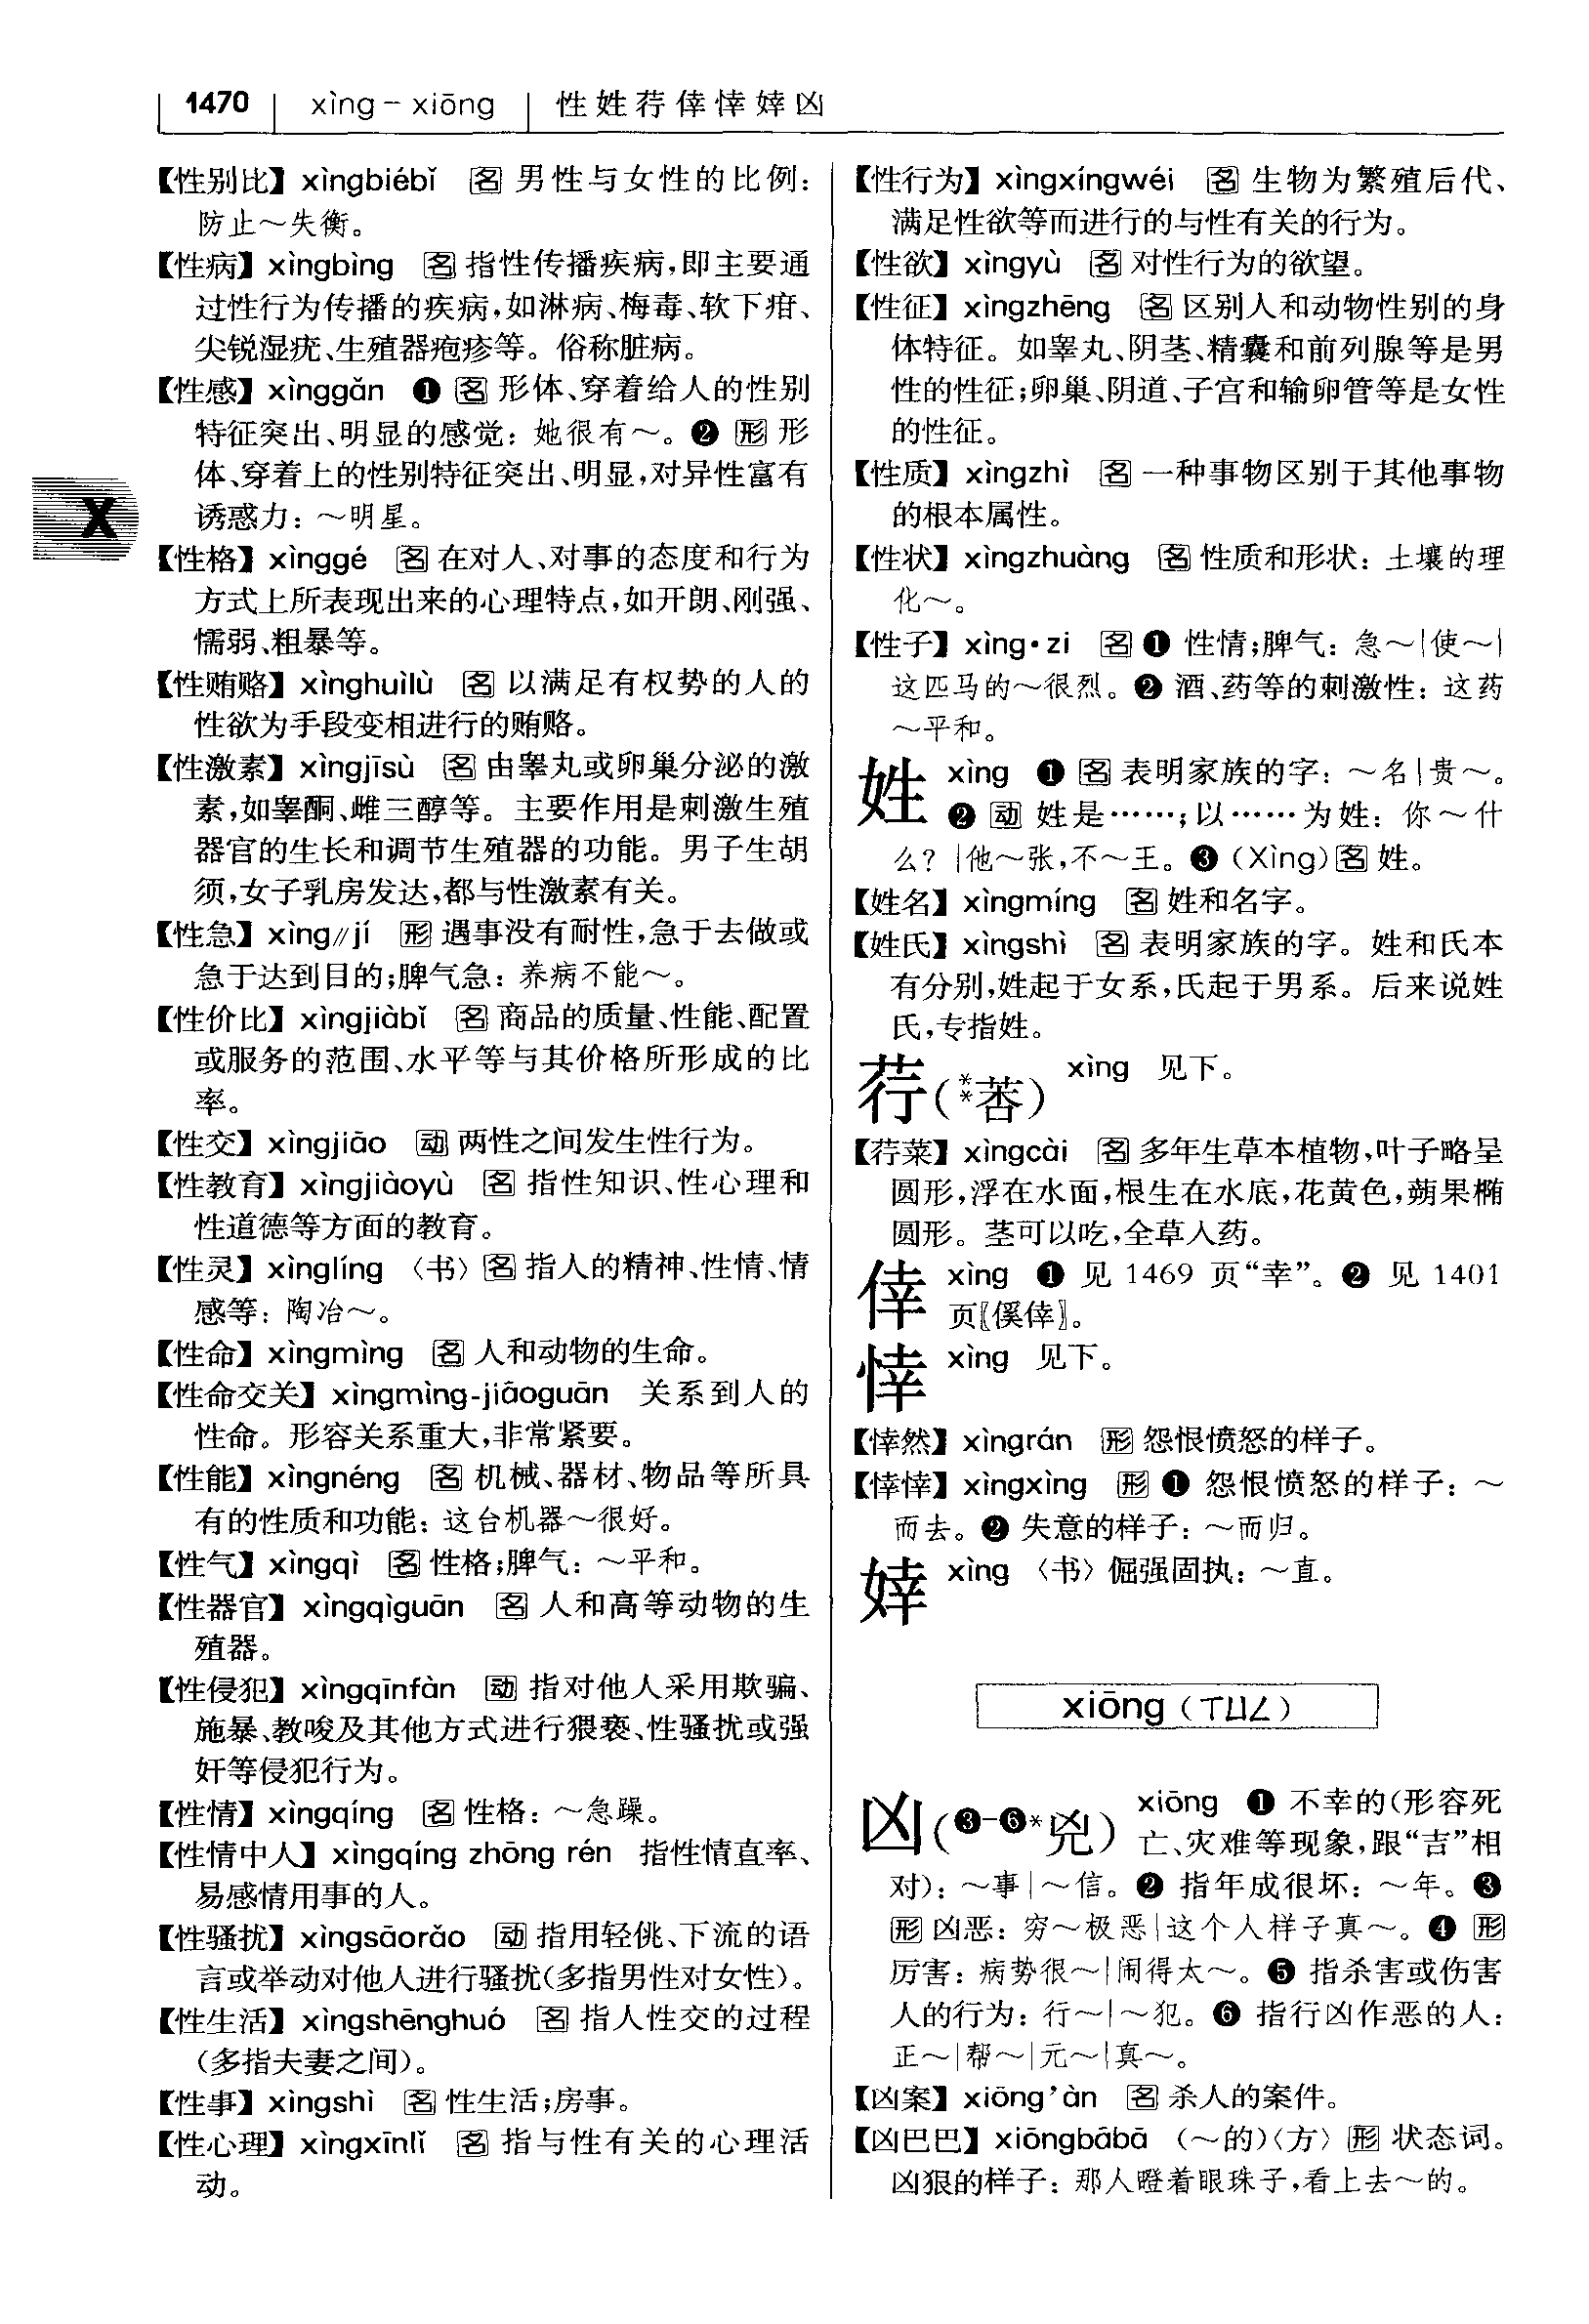 1470 xìng－xiōng 性姓荇倖悻婞凶
【性别比】xìngbiébǐ 名 男性与女性的比例：
防止～失衡。
【性病】xìngbìng 名 指性传播疾病，即主要通
过性行为传播的疾病，如淋病、梅毒、软下疳、
尖锐湿疣、生殖器疱疹等。俗称脏病。
【性感】xìnggǎn ❶ 名 形体、穿着给人的性别
特征突出、明显的感觉：她很有～。❷ 形 形
体、穿着上的性别特征突出、明显，对异性富有
诱惑力：～明星。
X
【性格】xìnggé 名 在对人、对事的态度和行为
方式上所表现出来的心理特点，如开朗、刚强、
懦弱、粗暴等。
【性贿赂】xìnghuìlù 名 以满足有权势的人的
性欲为手段变相进行的贿赂。
【性激素】xìngjīsù 名 由睾丸或卵巢分泌的激
素，如睾酮、雌三醇等。主要作用是刺激生殖
器官的生长和调节生殖器的功能。男子生胡
须，女子乳房发达，都与性激素有关。
【性急】xìng∥jí 形 遇事没有耐性，急于去做或
急于达到目的；脾气急：养病不能～。
【性价比】xìngjiàbǐ 名 商品的质量、性能、配置
或服务的范围、水平等与其价格所形成的比
率。
【性交】xìngjiāo 动 两性之间发生性行为。
【性教育】xìngjiàoyù 名 指性知识、性心理和
性道德等方面的教育。
【性灵】xìnglíng 〈书〉名 指人的精神、性情、情
感等：陶冶～。
【性命】xìngmìng 名 人和动物的生命。
【性命交关】xìngmìng-jiāoguān 关系到人的
性命。形容关系重大，非常紧要。
【性能】xìngnéng 名 机械、器材、物品等所具
有的性质和功能：这台机器～很好。
【性气】xìngqì 名 性格；脾气：～平和。
【性器官】xìngqìguān 名 人和高等动物的生
殖器。
【性侵犯】xìngqīnfàn 动 指对他人采用欺骗、
施暴、教唆及其他方式进行猥亵、性骚扰或强
奸等侵犯行为。
【性情】xìngqíng 名 性格：～急躁。
【性情中人】xìngqíng zhōng rén 指性情直率、
易感情用事的人。
【性骚扰】xìngsāorǎo 动 指用轻佻、下流的语
言或举动对他人进行骚扰（多指男性对女性）。
【性生活】xìngshēnghuó 名 指人性交的过程
（多指夫妻之间）。
【性事】xìngshì 名 性生活；房事。
【性心理】xìngxīnlǐ 名 指与性有关的心理活
动。
【性行为】xìngxíngwéi 名 生物为繁殖后代、
满足性欲等而进行的与性有关的行为。
【性欲】xìngyù 名 对性行为的欲望。
【性征】xìngzhēng 名 区别人和动物性别的身
体特征。如睾丸、阴茎、精囊和前列腺等是男
性的性征；卵巢、阴道、子宫和输卵管等是女性
的性征。
【性质】xìngzhì 名 一种事物区别于其他事物
的根本属性。
【性状】xìngzhuàng 名 性质和形状：土壤的理
化～。
【性子】xìng•zi 名 ❶ 性情；脾气：急～|使～|
这匹马的～很烈。❷ 酒、药等的刺激性：这药
～平和。
姓 xìng ❶ 名 表明家族的字：～名|贵～。
❷ 动 姓是……；以……为姓：你～什
么？|他～张，不～王。❸（Xìng）名 姓。
【姓名】xìngmíng 名 姓和名字。
【姓氏】xìngshì 名 表明家族的字。姓和氏本
有分别，姓起于女系，氏起于男系。后来说姓
氏，专指姓。
荇（**莕） xìng 见下。
【荇菜】xìngcài 名 多年生草本植物，叶子略呈
圆形，浮在水面，根生在水底，花黄色，蒴果椭
圆形。茎可以吃，全草入药。
倖 xìng ❶ 见 1469 页“幸”。❷ 见 1401
页〖傒倖〗。
悻 xìng 见下。
【悻然】xìngrán 形 怨恨愤怒的样子。
【悻悻】xìngxìng 形 ❶ 怨恨愤怒的样子：～
而去。❷ 失意的样子：～而归。
婞 xìng 〈书〉倔强固执：～直。
xiōng（ㄒㄩㄥ）
凶（❸－❻*兇） xiōng ❶ 不幸的（形容死
亡、灾难等现象，跟“吉”相
对）：～事|～信。❷ 指年成很坏：～年。❸
形 凶恶：穷～极恶|这个人样子真～。❹ 形
厉害：病势很～|闹得太～。❺ 指杀害或伤害
人的行为：行～|～犯。❻ 指行凶作恶的人：
正～|帮～|元～|真～。
【凶案】xiōng’àn 名 杀人的案件。
【凶巴巴】xiōngbābā （～的）〈方〉形 状态词。
凶狠的样子：那人瞪着眼珠子，看上去～的。